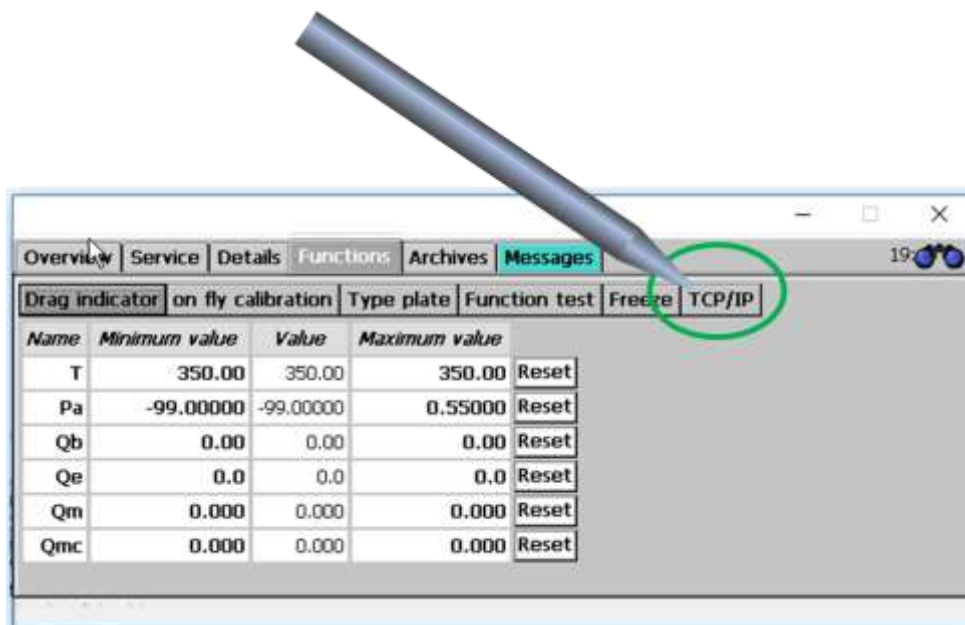 Overview Service Details Functions Archives Messages 19:
Drag indicator on fly calibration Type plate Function test Freeze TCP/IP
Name Minimum value Value Maximum value
T 350.00 350.00 350.00 Reset
Pa -99.00000 -99.00000 0.55000 Reset
Qb 0.00 0.00 0.00 Reset
Qe 0.0 0.0 0.0 Reset
Qm 0.000 0.000 0.000 Reset
Qmc 0.000 0.000 0.000 Reset